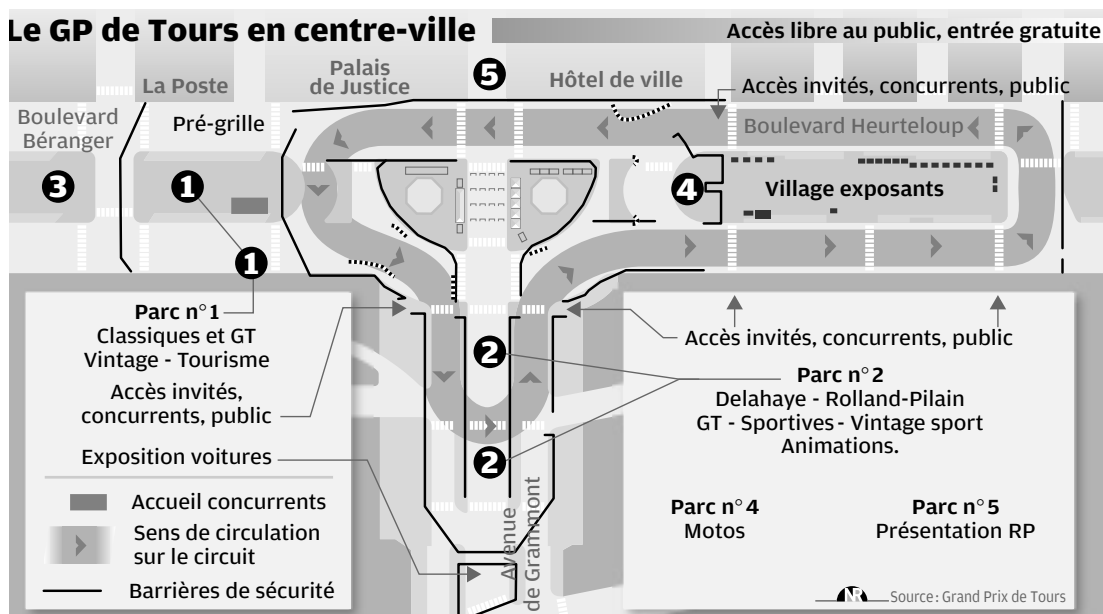 Le GP de Tours en centre-ville
Accès libre au public, entrée gratuite
La Poste
Palais
de Justice
5
Hôtel de ville
Accès invités, concurrents, public
Boulevard
Béranger
Pré-grille
Boulevard Heurteloup
3
1
4
Village exposants
1
Parc n°1
Classiques et GT
Vintage - Tourisme
Accès invités,
concurrents, public
Exposition voitures
Accueil concurrents
Sens de circulation
sur le circuit
Barrières de sécurité
2
2
Avenue
de Grammont
Accès invités, concurrents, public
Parc n°2
Delahaye - Rolland-Pilain
GT - Sportives - Vintage sport
Animations.
Parc n°4
Motos
Parc n°5
Présentation RP
NR
Source : Grand Prix de Tours